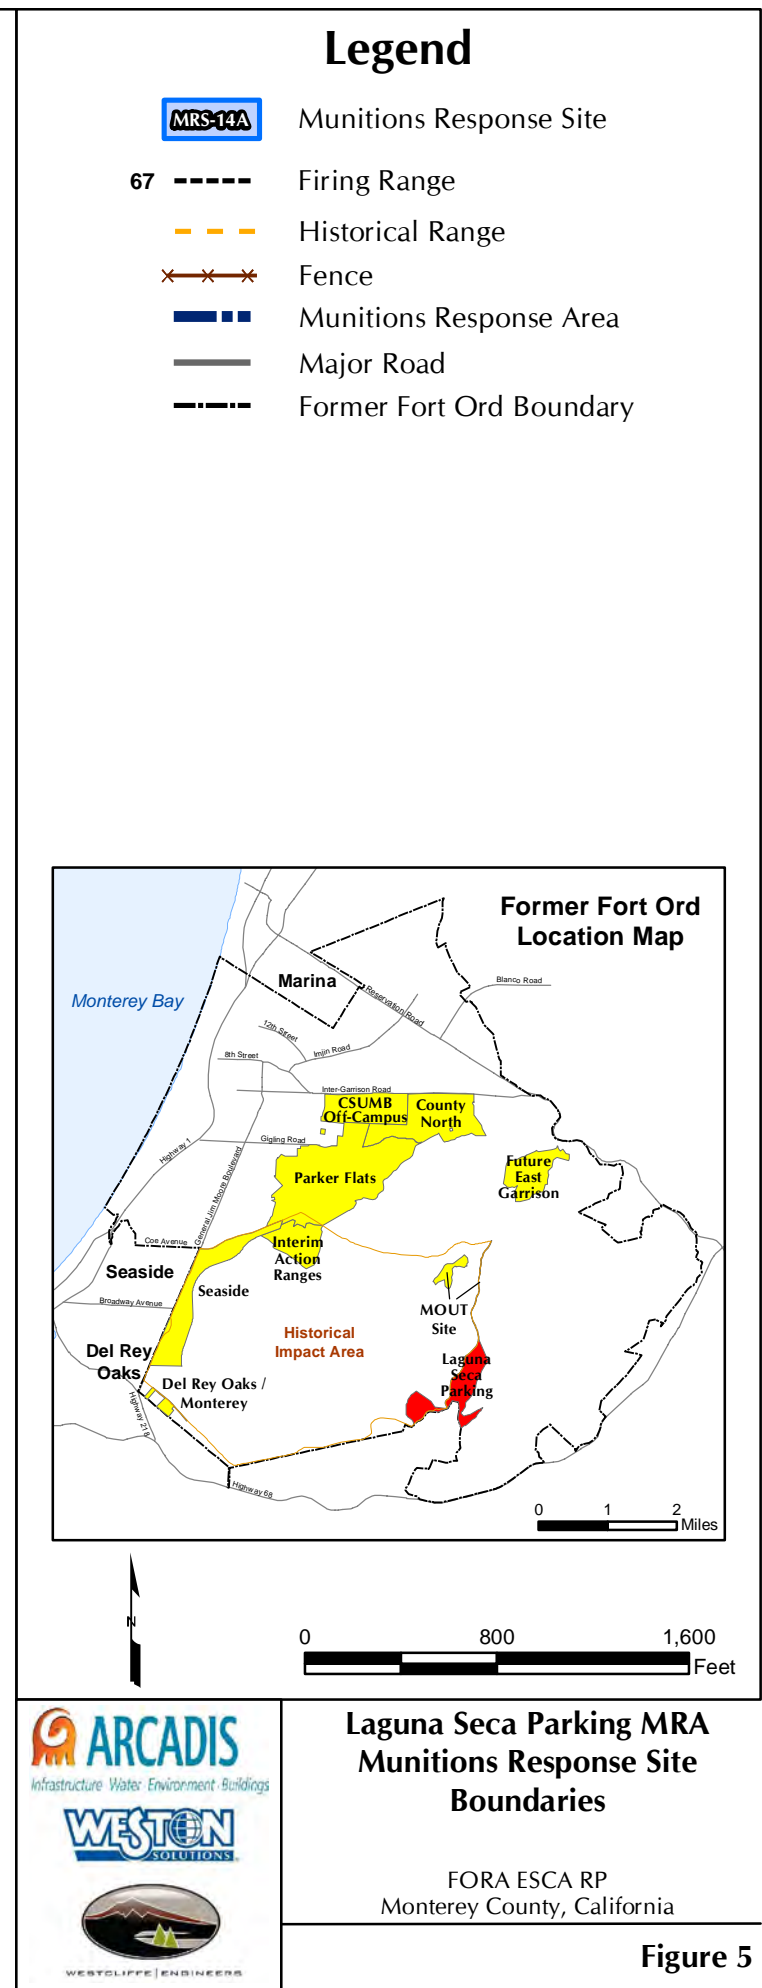 Legend
MRS-14A Munitions Response Site
67 Firing Range
Historical Range
Fence
Munitions Response Area
Major Road
Former Fort Ord Boundary
Former Fort Ord
Location Map
Monterey Bay
Marina
Blanco Road
Reservation Road
12th Street
Imjin Road
8th Street
Inter-Garrison Road
CSUMB
Off-Campus
County
North
Highway 1
Gigling Road
General Jim Moore Boulevard
Parker Flats
Future
East
Garrison
Coe Avenue
Interim
Action
Ranges
Seaside
Seaside
Broadway Avenue
MOUT
Site
Historical
Impact Area
Del Rey
Oaks
Laguna
Seca
Parking
Del Rey Oaks /
Monterey
Highway 218
Highway 68
0 1 2
Miles
N
0 800 1,600
Feet
ARCADIS
Infrastructure Water Environment Buildings
WESTON
SOLUTIONS
WESTCLIFFE|ENGINEERS
Laguna Seca Parking MRA
Munitions Response Site
Boundaries
FORA ESCA RP
Monterey County, California
Figure 5